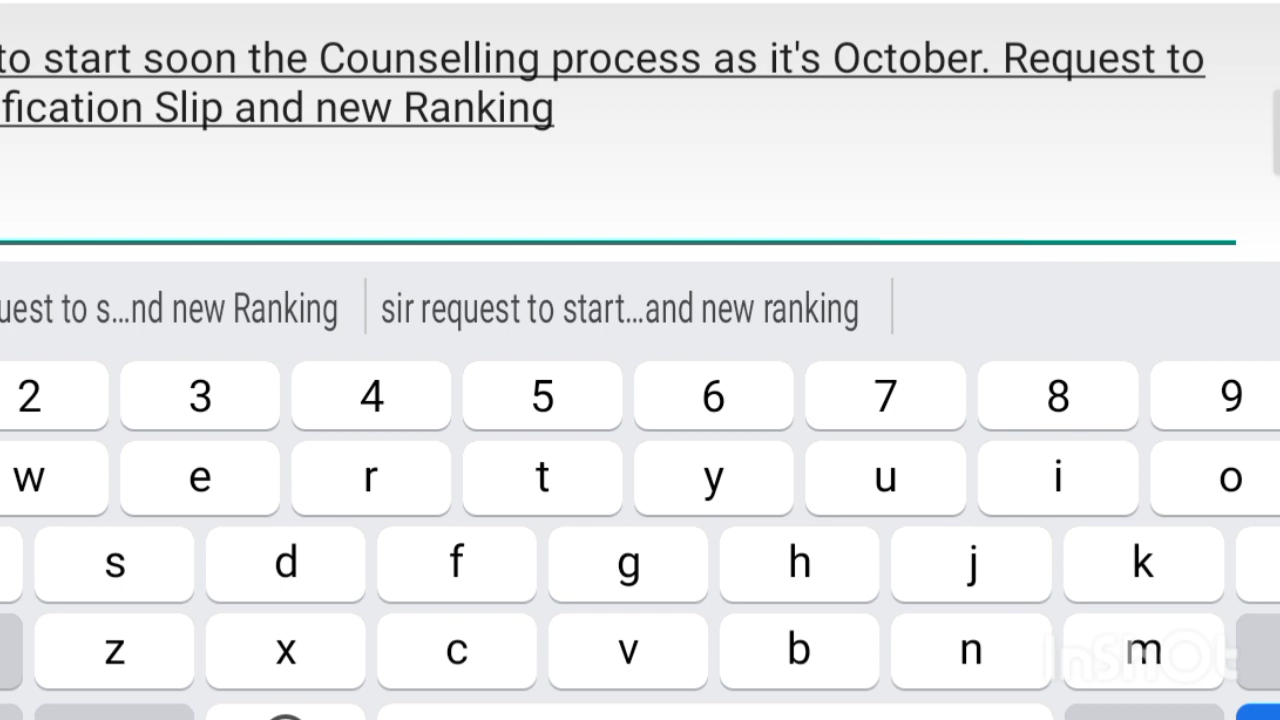 to start soon the Counselling process as it's October. Request to
fication Slip and new Ranking
uest to s...nd new Ranking
sir request to start...and new ranking
2 3 4 5 6 7 8 9
w e r t y u i o
s d f g h j k
z x c v b n m
InShOt